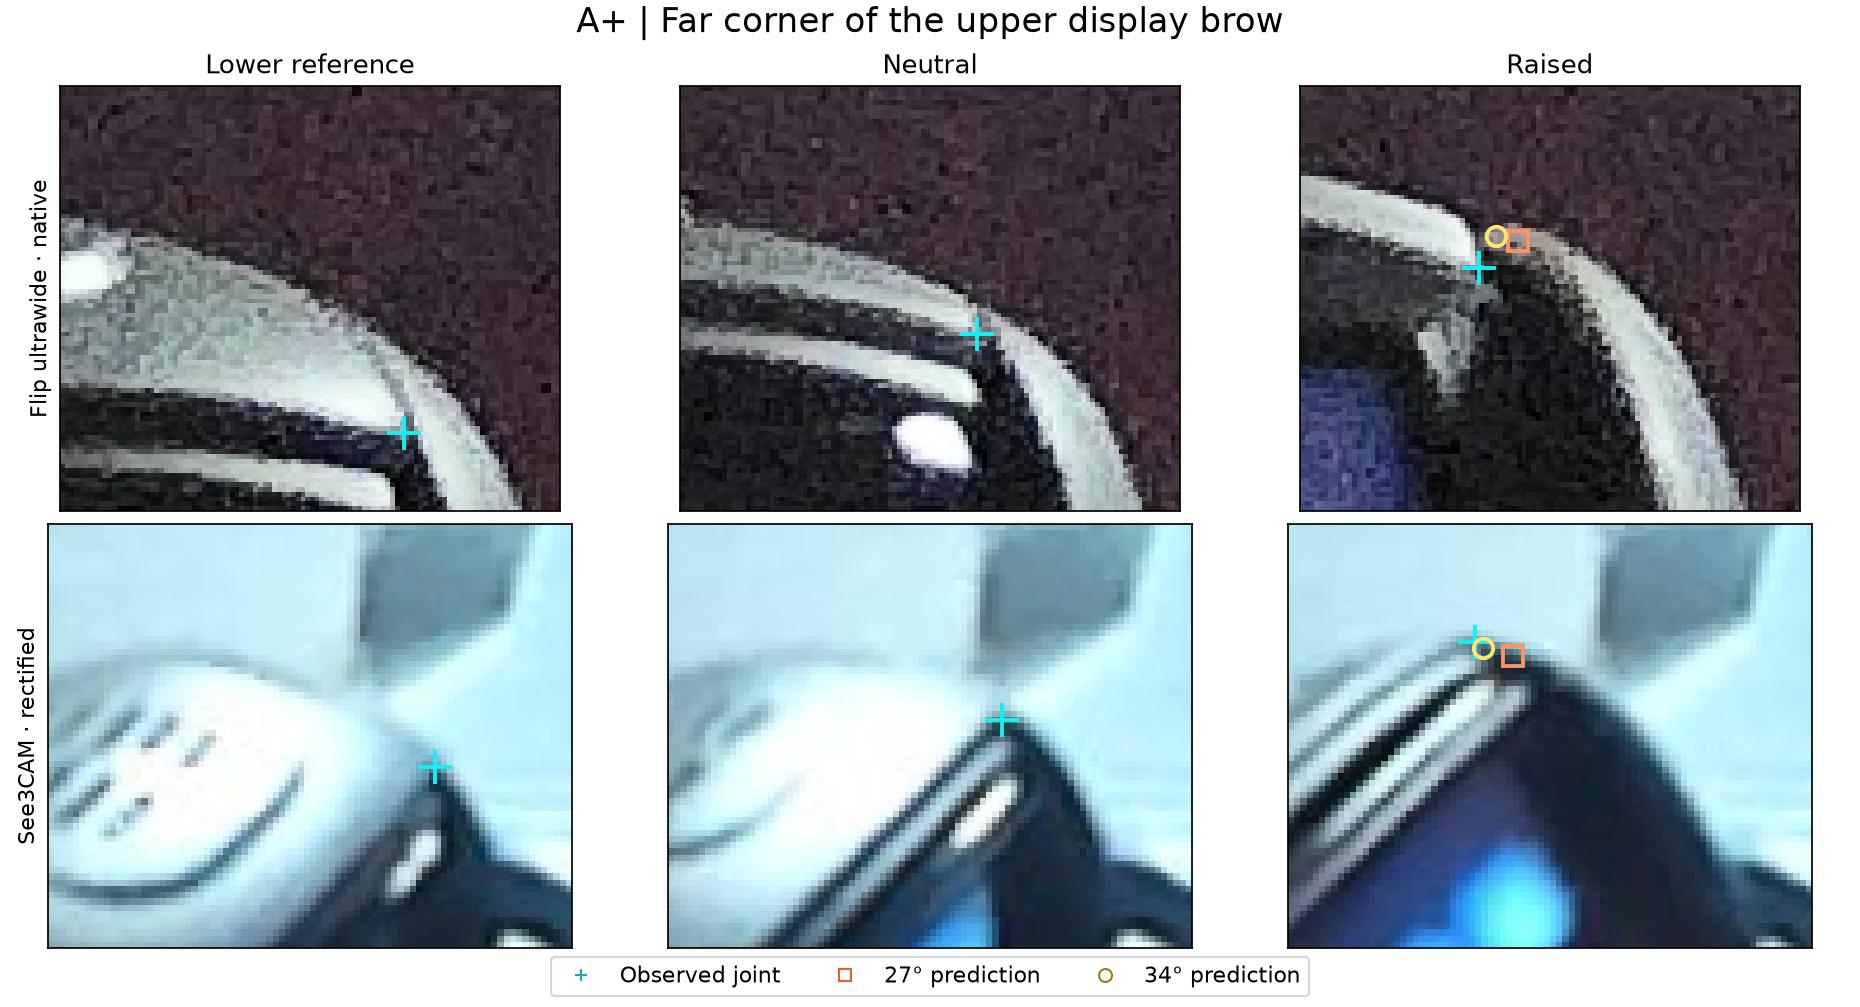 A+ | Far corner of the upper display brow
Lower reference
Neutral
Raised
Flip ultrawide · native
See3CAM · rectified
Observed joint
27° prediction
34° prediction